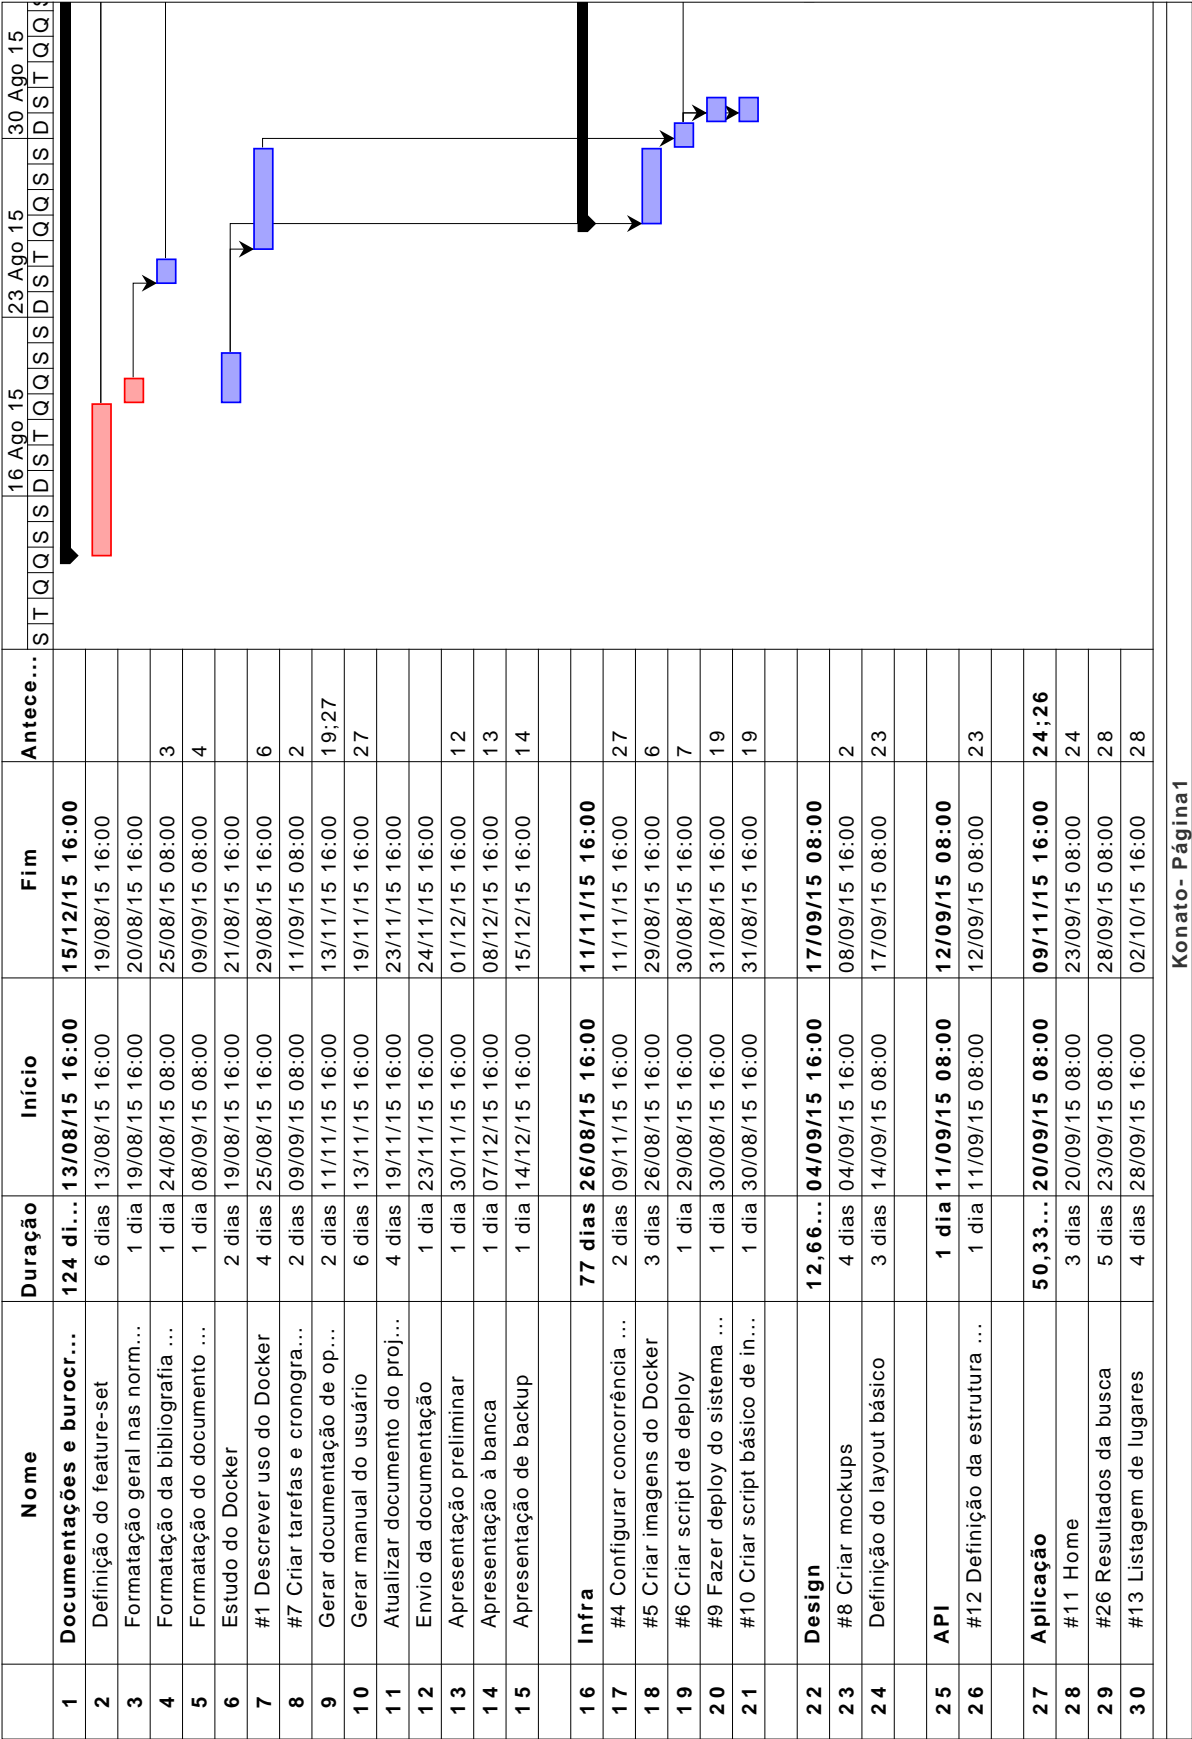 Nome Duração Início Fim Antece... 16 Ago 15 23 Ago 15 30 Ago 15
S T Q Q S S D S T Q Q S S D S T Q Q S S D S T Q Q
1 Documentações e burocr... 124 di... 13/08/15 16:00 15/12/15 16:00
2 Definição do feature-set 6 dias 13/08/15 16:00 19/08/15 16:00
3 Formatação geral nas norm... 1 dia 19/08/15 16:00 20/08/15 16:00
4 Formatação da bibliografia ... 1 dia 24/08/15 08:00 25/08/15 08:00 3
5 Formatação do documento ... 1 dia 08/09/15 08:00 09/09/15 08:00 4
6 Estudo do Docker 2 dias 19/08/15 16:00 21/08/15 16:00
7 #1 Descrever uso do Docker 4 dias 25/08/15 16:00 29/08/15 16:00 6
8 #7 Criar tarefas e cronogra... 2 dias 09/09/15 08:00 11/09/15 08:00 2
9 Gerar documentação de op... 2 dias 11/11/15 16:00 13/11/15 16:00 19;27
10 Gerar manual do usuário 6 dias 13/11/15 16:00 19/11/15 16:00 27
11 Atualizar documento do proj... 4 dias 19/11/15 16:00 23/11/15 16:00
12 Envio da documentação 1 dia 23/11/15 16:00 24/11/15 16:00
13 Apresentação preliminar 1 dia 30/11/15 16:00 01/12/15 16:00 12
14 Apresentação à banca 1 dia 07/12/15 16:00 08/12/15 16:00 13
15 Apresentação de backup 1 dia 14/12/15 16:00 15/12/15 16:00 14
16 Infra 77 dias 26/08/15 16:00 11/11/15 16:00
17 #4 Configurar concorrência ... 2 dias 09/11/15 16:00 11/11/15 16:00 27
18 #5 Criar imagens do Docker 3 dias 26/08/15 16:00 29/08/15 16:00 6
19 #6 Criar script de deploy 1 dia 29/08/15 16:00 30/08/15 16:00 7
20 #9 Fazer deploy do sistema ... 1 dia 30/08/15 16:00 31/08/15 16:00 19
21 #10 Criar script básico de in... 1 dia 30/08/15 16:00 31/08/15 16:00 19
22 Design 12,66... 04/09/15 16:00 17/09/15 08:00
23 #8 Criar mockups 4 dias 04/09/15 16:00 08/09/15 16:00 2
24 Definição do layout básico 3 dias 14/09/15 08:00 17/09/15 08:00 23
25 API 1 dia 11/09/15 08:00 12/09/15 08:00
26 #12 Definição da estrutura ... 1 dia 11/09/15 08:00 12/09/15 08:00 23
27 Aplicação 50,33... 20/09/15 08:00 09/11/15 16:00 24;26
28 #11 Home 3 dias 20/09/15 08:00 23/09/15 08:00 24
29 #26 Resultados da busca 5 dias 23/09/15 08:00 28/09/15 08:00 28
30 #13 Listagem de lugares 4 dias 28/09/15 16:00 02/10/15 16:00 28
Konato- Página1